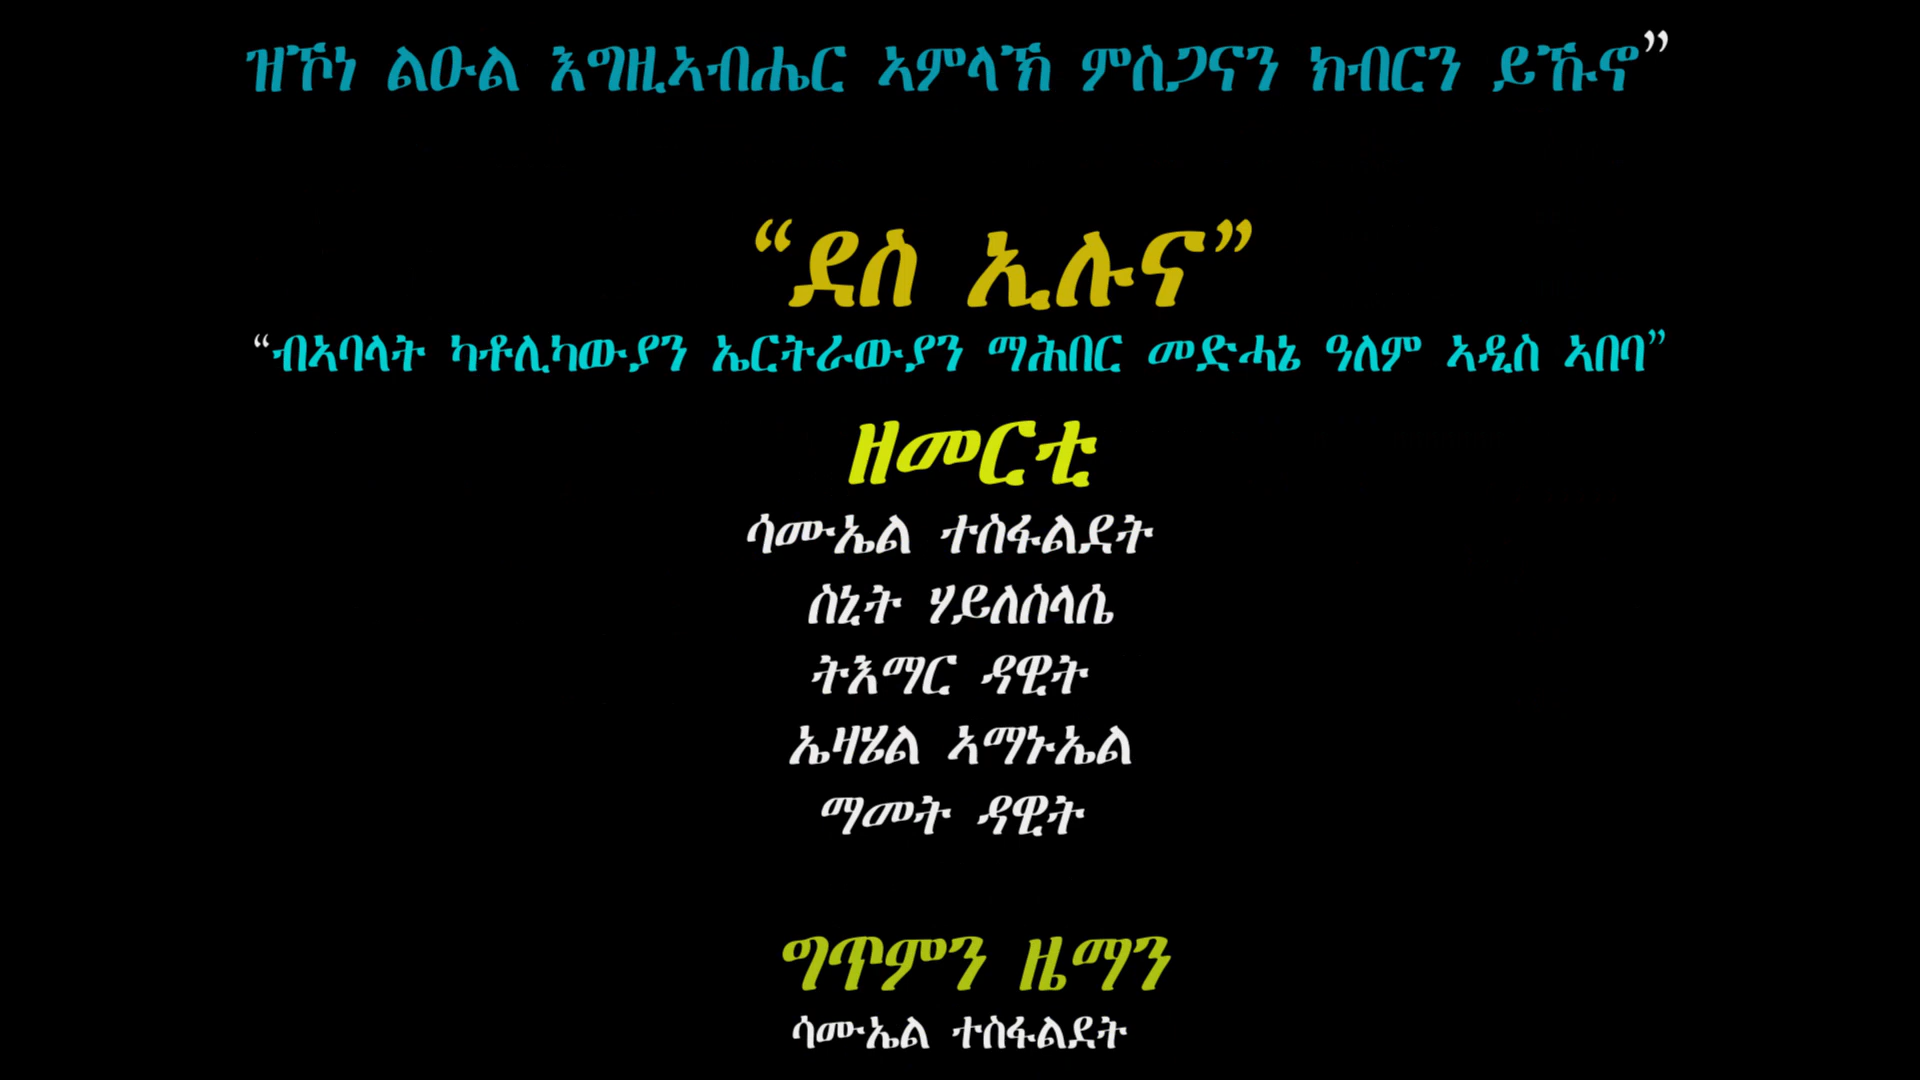 ዝኾነ ልዑል እግዚኣብሔር ኣምላኽ ምስጋናን ክብርን ይኹኖ”
“ደስ ኢሉና”
“ብኣባላት ካቶሊካውያን ኤርትራውያን ማሕበር መድሓኔ ዓለም ኣዲስ ኣበባ”
ዘመርቲ
ሳሙኤል ተስፋልደት
ስኒት ሃይለስላሴ
ትእማር ዳዊት
ኤዛሄል ኣማኑኤል
ማመት ዳዊት
ግጥምን ዜማን
ሳሙኤል ተስፋልደት